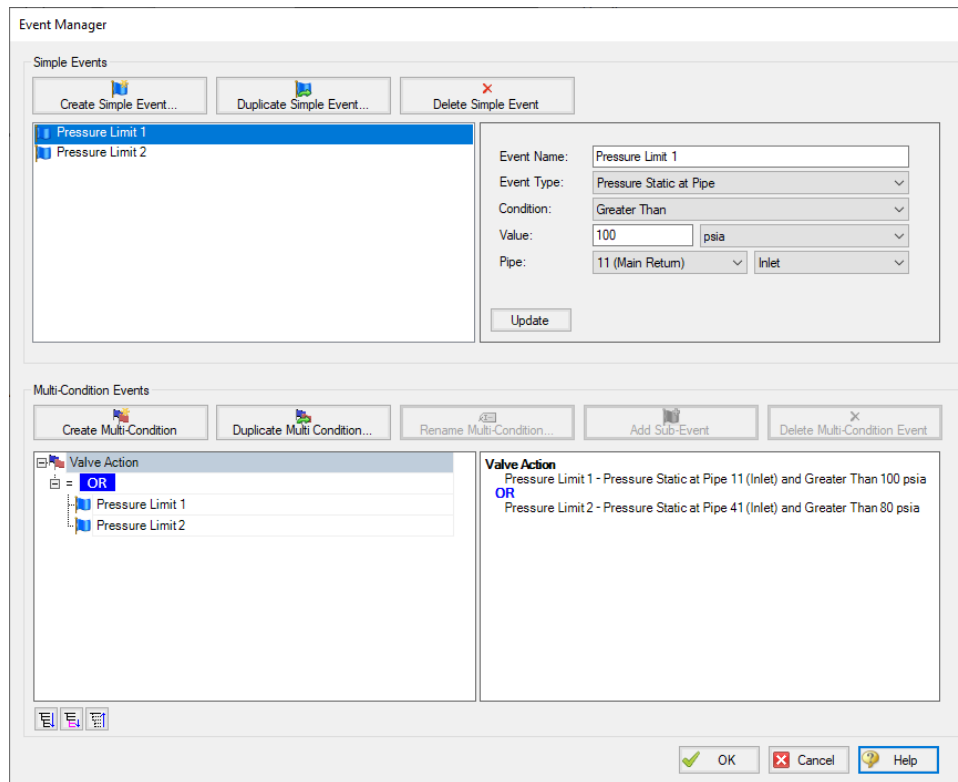 Event Manager
Simple Events
Create Simple Event... Duplicate Simple Event... Delete Simple Event
Pressure Limit 1
Pressure Limit 2
Event Name: Pressure Limit 1
Event Type: Pressure Static at Pipe
Condition: Greater Than
Value: 100 psia
Pipe: 11 (Main Return) Inlet
Update
Multi-Condition Events
Create Multi-Condition Duplicate Multi Condition... Rename Multi-Condition... Add Sub-Event Delete Multi-Condition Event
Valve Action
= OR
Pressure Limit 1
Pressure Limit 2
Valve Action
Pressure Limit 1 - Pressure Static at Pipe 11 (Inlet) and Greater Than 100 psia
OR
Pressure Limit 2 - Pressure Static at Pipe 41 (Inlet) and Greater Than 80 psia
OK Cancel Help